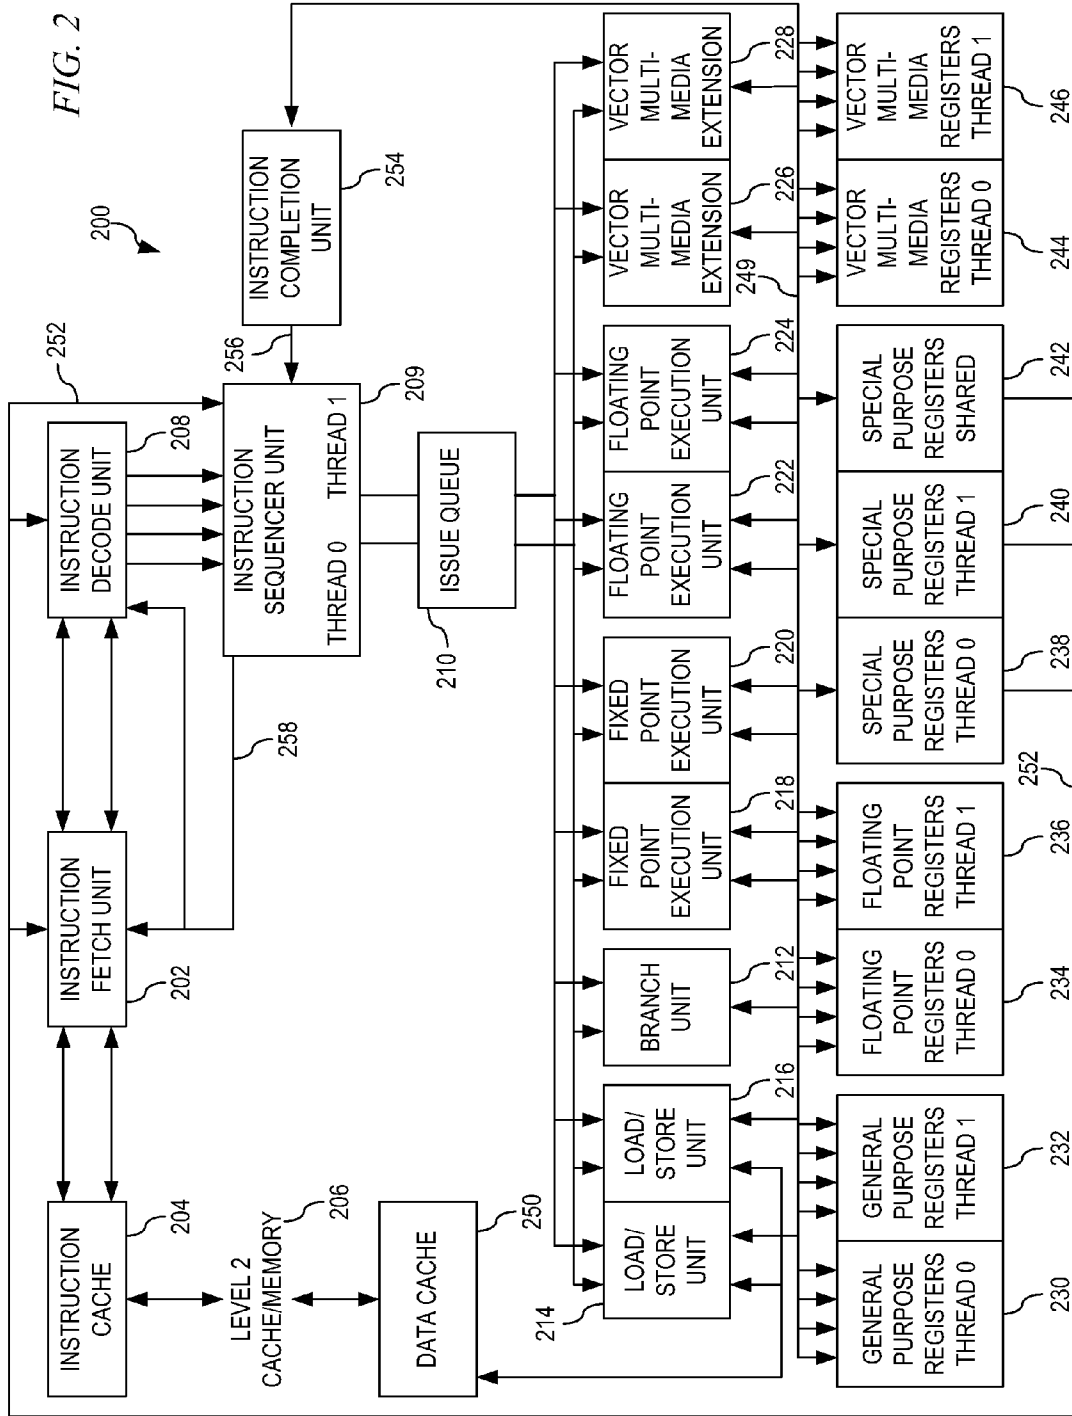 FIG. 2
200
252
INSTRUCTION
CACHE
204
INSTRUCTION
FETCH UNIT
202
INSTRUCTION
DECODE UNIT
208
LEVEL 2
CACHE/MEMORY
206
258
INSTRUCTION
SEQUENCER UNIT
THREAD 0
THREAD 1
209
256
INSTRUCTION
COMPLETION
UNIT
254
DATA CACHE
250
210
ISSUE QUEUE
214
LOAD/
STORE
UNIT
LOAD/
STORE
UNIT
216
BRANCH
UNIT
212
FIXED
POINT
EXECUTION
UNIT
218
FIXED
POINT
EXECUTION
UNIT
220
FLOATING
POINT
EXECUTION
UNIT
222
FLOATING
POINT
EXECUTION
UNIT
224
VECTOR
MULTI-
MEDIA
EXTENSION
226
VECTOR
MULTI-
MEDIA
EXTENSION
228
249
GENERAL
PURPOSE
REGISTERS
THREAD 0
230
GENERAL
PURPOSE
REGISTERS
THREAD 1
232
FLOATING
POINT
REGISTERS
THREAD 0
234
FLOATING
POINT
REGISTERS
THREAD 1
236
252
SPECIAL
PURPOSE
REGISTERS
THREAD 0
238
SPECIAL
PURPOSE
REGISTERS
THREAD 1
240
SPECIAL
PURPOSE
REGISTERS
SHARED
242
VECTOR
MULTI-
MEDIA
REGISTERS
THREAD 0
244
VECTOR
MULTI-
MEDIA
REGISTERS
THREAD 1
246